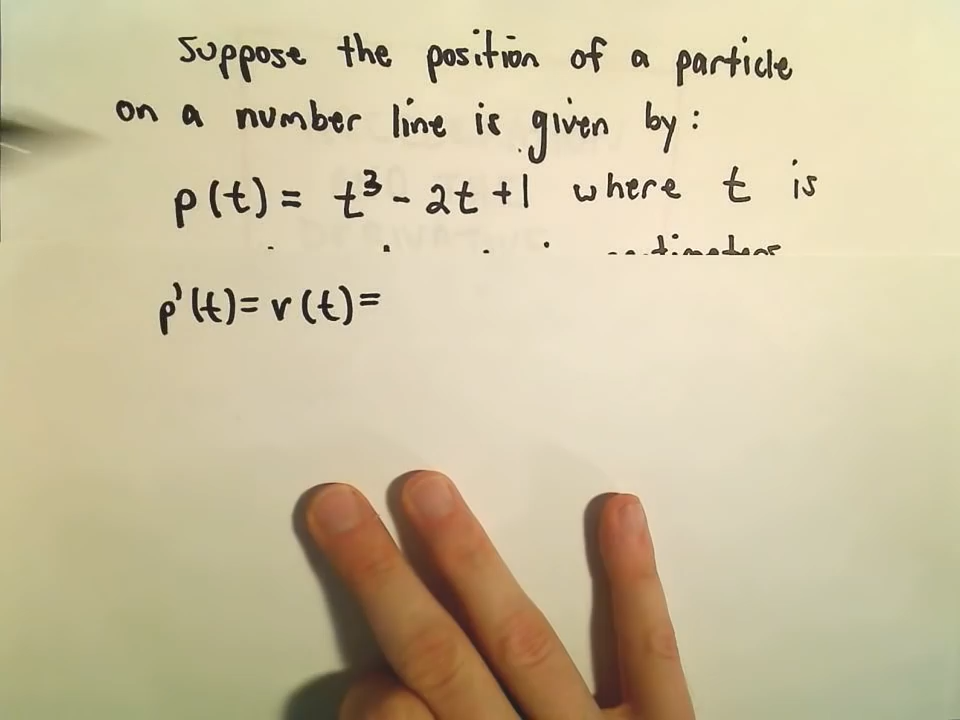 Suppose the position of a particle
on a number line is given by:
p(t) = t³ - 2t + 1 where t is
p'(t) = v(t) =